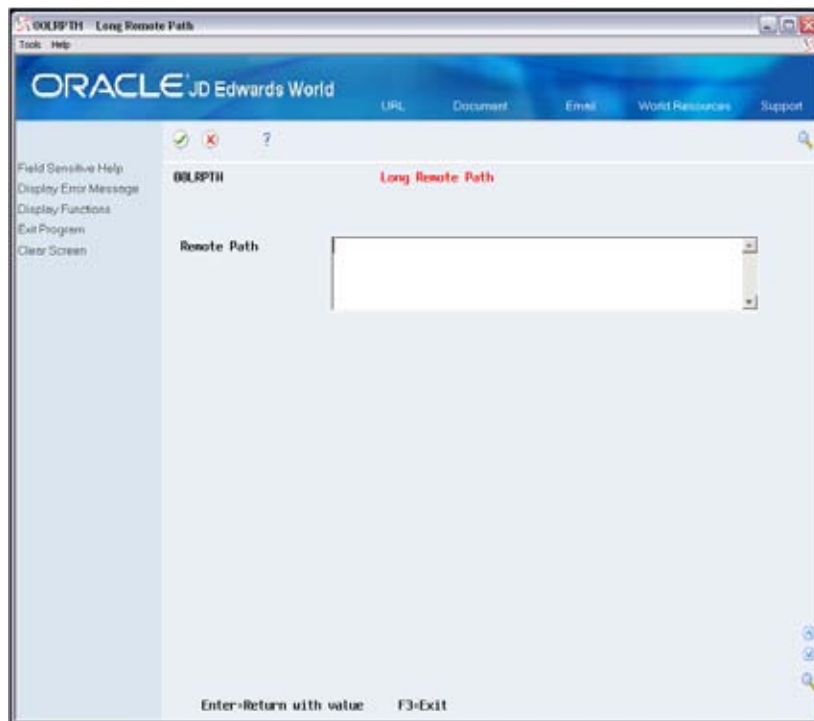 00LRPTH Long Remote Path
Tools Help
ORACLE JD Edwards World
URL Document Email World Resources Support
?
Field Sensitive Help
Display Error Message
Display Functions
Exit Program
Clear Screen
00LRPTH Long Remote Path
Remote Path
Enter=Return with value F3=Exit